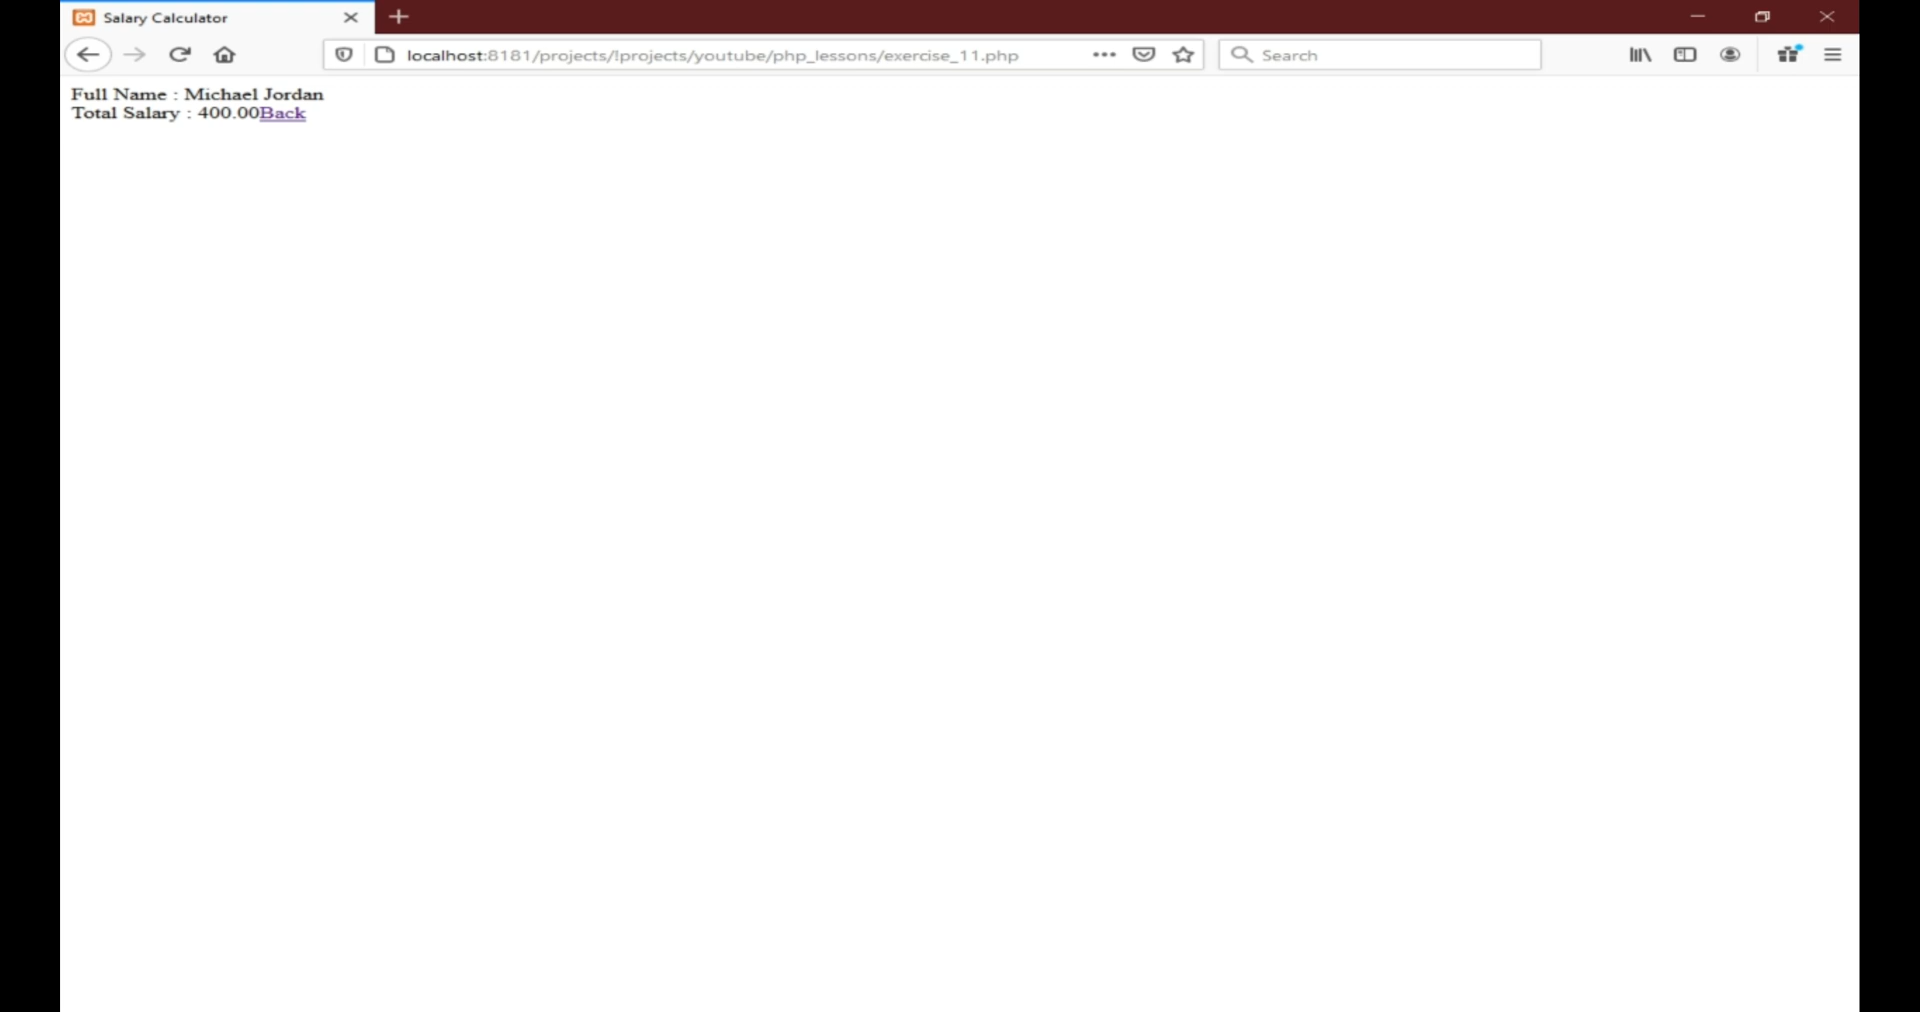 Salary Calculator
localhost:8181/projects/!projects/youtube/php_lessons/exercise_11.php
Search
Full Name : Michael Jordan
Total Salary : 400.00Back